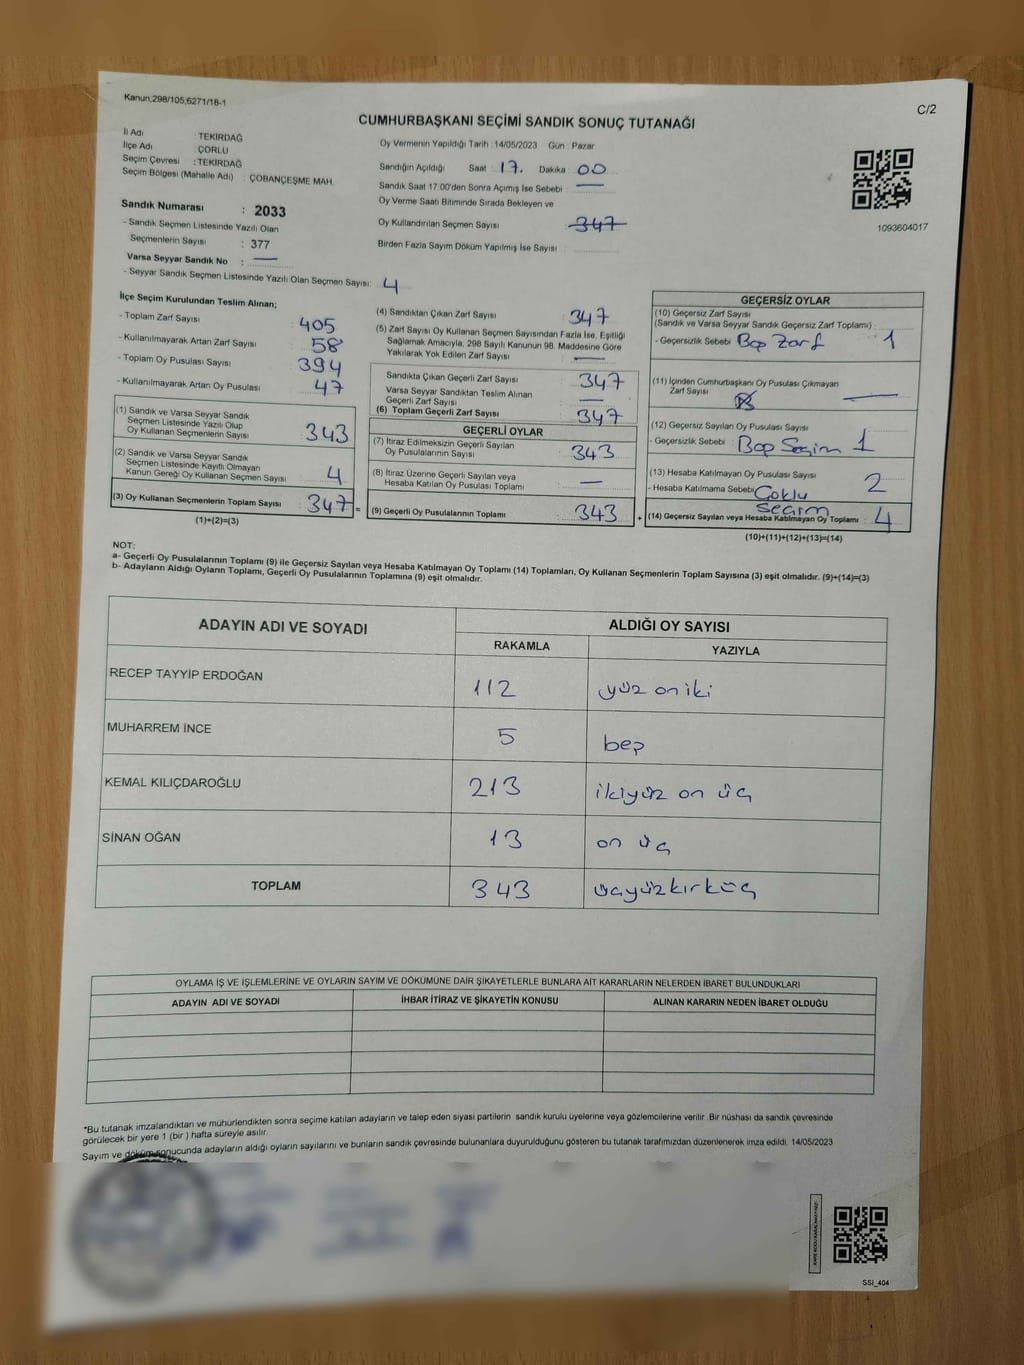 Kanun,298/105,6271/18-1
C/2
CUMHURBAŞKANI SEÇİMİ SANDIK SONUÇ TUTANAĞI
İl Adı : TEKİRDAĞ
İlçe Adı : ÇORLU
Seçim Çevresi : TEKİRDAĞ
Seçim Bölgesi (Mahalle Adı) : ÇOBANÇEŞME MAH.
Sandık Numarası : 2033
- Sandık Seçmen Listesinde Yazılı Olan
Seçmenlerin Sayısı : 377
Varsa Seyyar Sandık No : —
- Seyyar Sandık Seçmen Listesinde Yazılı Olan Seçmen Sayısı: 4
Oy Vermenin Yapıldığı Tarih :14/05/2023 Gün : Pazar
Sandığın Açıldığı Saat : 17. Dakika : 00
Sandık Saat 17:00'den Sonra Açımış İse Sebebi : —
Oy Verme Saati Bitiminde Sırada Bekleyen ve
Oy Kullandırılan Seçmen Sayısı : 347
Birden Fazla Sayım Döküm Yapılmış İse Sayısı :
1093604017
İlçe Seçim Kurulundan Teslim Alınan;
- Toplam Zarf Sayısı : 405
- Kullanılmayarak Artan Zarf Sayısı : 58
- Toplam Oy Pusulası Sayısı : 394
- Kullanılmayarak Artan Oy Pusulası : 47
(1) Sandık ve Varsa Seyyar Sandık
Seçmen Listesinde Yazılı Olup
Oy Kullanan Seçmenlerin Sayısı : 343
(2) Sandık ve Varsa Seyyar Sandık
Seçmen Listesinde Kayıtlı Olmayan
Kanun Gereği Oy Kullanan Seçmen Sayısı : 4
(3) Oy Kullanan Seçmenlerin Toplam Sayısı : 347 =
(1)+(2)=(3)
(4) Sandıktan Çıkan Zarf Sayısı : 347
(5) Zarf Sayısı Oy Kullanan Seçmen Sayısından Fazla İse, Eşitliği
Sağlamak Amacıyla, 298 Sayılı Kanunun 98. Maddesine Göre
Yakılarak Yok Edilen Zarf Sayısı : —
Sandıkta Çıkan Geçerli Zarf Sayısı : 347
Varsa Seyyar Sandıktan Teslim Alınan
Geçerli Zarf Sayısı : —
(6) Toplam Geçerli Zarf Sayısı : 347
GEÇERLİ OYLAR
(7) İtiraz Edilmeksizin Geçerli Sayılan
Oy Pusulasının Sayısı : 343
(8) İtiraz Üzerine Geçerli Sayılan veya
Hesaba Katılan Oy Pusulası Toplamı : —
(9) Geçerli Oy Pusulalarının Toplamı : 343 +
GEÇERSİZ OYLAR
(10) Geçersiz Zarf Sayısı
(Sandık ve Varsa Seyyar Sandık Geçersiz Zarf Toplamı) :
- Geçersizlik Sebebi : Boş Zarf 1
(11) İçinden Cumhurbaşkanı Oy Pusulası Çıkmayan
Zarf Sayısı —
(12) Geçersiz Sayılan Oy Pusulası Sayısı :
- Geçersizlik Sebebi : Boş Seçim 1
(13) Hesaba Katılmayan Oy Pusulası Sayısı : 2
- Hesaba Katılmama Sebebi : Çoklu
Seçim
(14) Geçersiz Sayılan veya Hesaba Katılmayan Oy Toplamı : 4
(10)+(11)+(12)+(13)=(14)
NOT:
a- Geçerli Oy Pusulalarının Toplamı (9) ile Geçersiz Sayılan veya Hesaba Katılmayan Oy Toplamı (14) Toplamları, Oy Kullanan Seçmenlerin Toplam Sayısına (3) eşit olmalıdır. (9)+(14)=(3)
b- Adayların Aldığı Oyların Toplamı, Geçerli Oy Pusulalarının Toplamına (9) eşit olmalıdır.
ADAYIN ADI VE SOYADI ALDIĞI OY SAYISI
RAKAMLA YAZIYLA
RECEP TAYYİP ERDOĞAN 112 yüz on iki
MUHARREM İNCE 5 beş
KEMAL KILIÇDAROĞLU 213 ikiyüz on üç
SİNAN OĞAN 13 on üç
TOPLAM 343 üçyüzkırküç
OYLAMA İŞ VE İŞLEMLERİNE VE OYLARIN SAYIM VE DÖKÜMÜNE DAİR ŞİKAYETLERLE BUNLARA AİT KARARLARIN NELERDEN İBARET BULUNDUKLARI
ADAYIN ADI VE SOYADI İHBAR İTİRAZ VE ŞİKAYETİN KONUSU ALINAN KARARIN NEDEN İBARET OLDUĞU
*Bu tutanak imzalandıktan ve mühürlendikten sonra seçime katılan adayların ve talep eden siyasi partilerin sandık kurulu üyelerine veya gözlemcilerine verilir .Bir nüshası da sandık çevresinde
görülecek bir yere 1 (bir ) hafta süreyle asılır.
Sayım ve döküm sonucunda adayların aldığı oyların sayılarını ve bunların sandık çevresinde bulunanlara duyurulduğunu gösteren bu tutanak tarafımızdan düzenlenerek imza edildi. 14/05/2023
SSİ_404